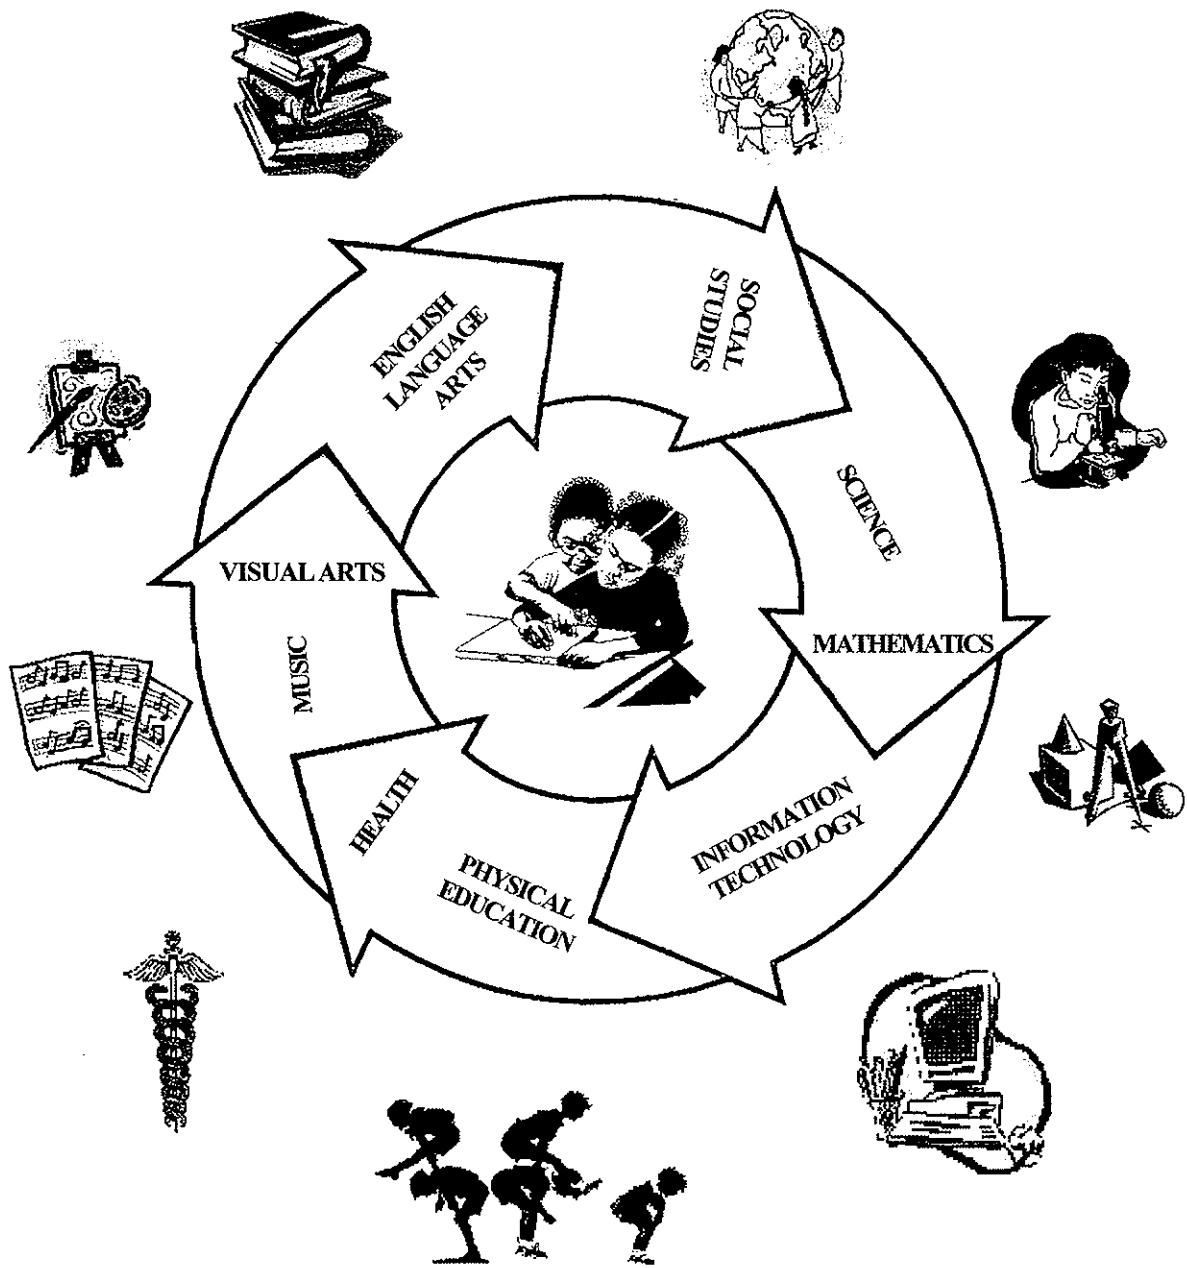 ENGLISH
LANGUAGE
ARTS
SOCIAL
STUDIES
SCIENCE
MATHEMATICS
INFORMATION
TECHNOLOGY
PHYSICAL
EDUCATION
HEALTH
MUSIC
VISUAL ARTS